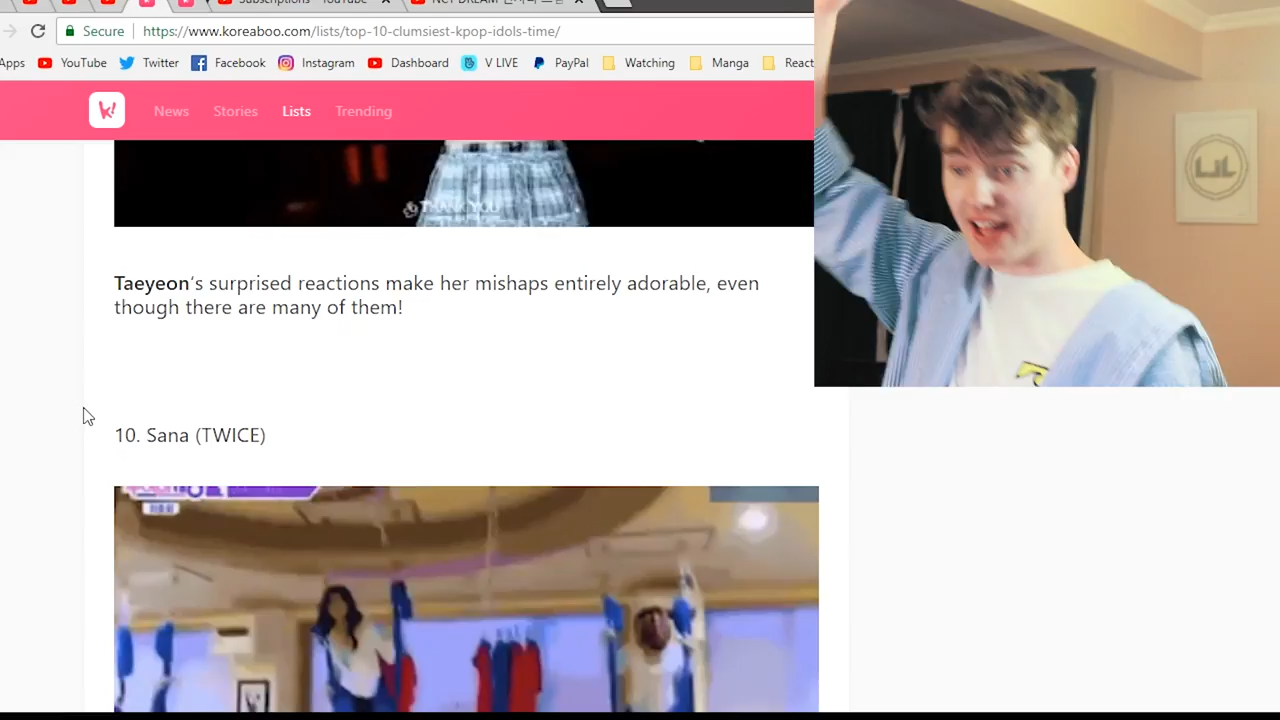 Subscriptions - YouTube
NCT DREAM
Secure https://www.koreaboo.com/lists/top-10-clumsiest-kpop-idols-time/
Apps YouTube Twitter Facebook Instagram Dashboard V LIVE PayPal Watching Manga React
k! News Stories Lists Trending
THANK YOU
Taeyeon's surprised reactions make her mishaps entirely adorable, even
though there are many of them!
10. Sana (TWICE)